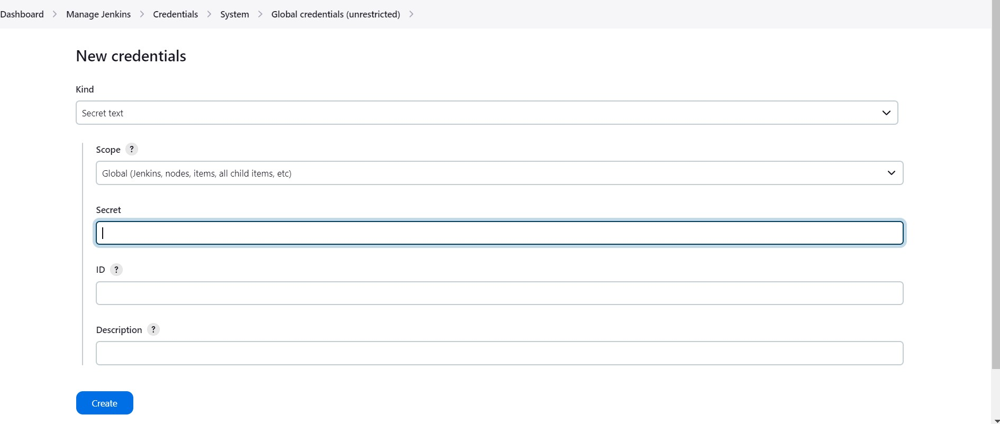 Dashboard > Manage Jenkins > Credentials > System > Global credentials (unrestricted) >
New credentials
Kind
Secret text
Scope ?
Global (Jenkins, nodes, items, all child items, etc)
Secret
ID ?
Description ?
Create